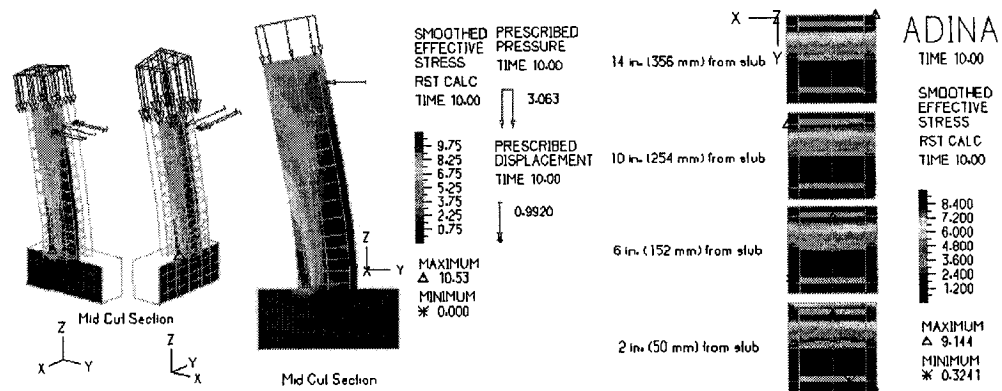 SMOOTHED
EFFECTIVE
STRESS
RST CALC
TIME 10.00
9.75
8.25
6.75
5.25
3.75
2.25
0.75
MAXIMUM
Δ 10.53
MINIMUM
* 0.000
PRESCRIBED
PRESSURE
TIME 10.00
3.063
PRESCRIBED
DISPLACEMENT
TIME 10.00
0.9920
Z
Y
X
Mid Cut Section
Z
X Y
Z
Y
X
Mid Cut Section
X Z
Y
14 in. (356 mm) from slub
10 in. (254 mm) from slub
6 in. (152 mm) from slub
2 in. (50 mm) from slub
ADINA
TIME 10.00
SMOOTHED
EFFECTIVE
STRESS
RST CALC
TIME 10.00
8.400
7.200
6.000
4.800
3.600
2.400
1.200
MAXIMUM
Δ 9.144
MINIMUM
* 0.3241